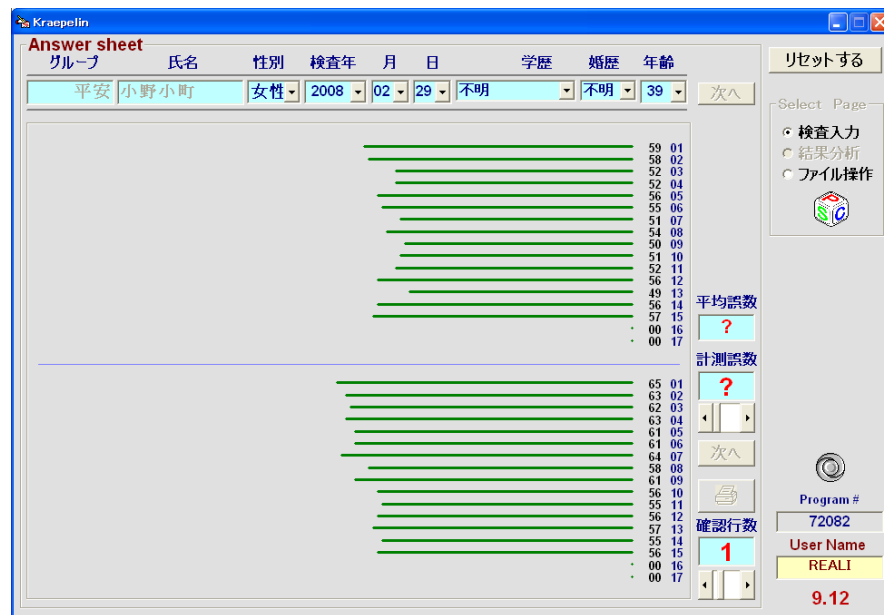 Kraepelin
Answer sheet
グループ 氏名 性別 検査年 月 日 学歴 婚歴 年齢
平安 小野小町 女性 2008 02 29 不明 不明 39 次へ
リセットする
Select Page
検査入力
結果分析
ファイル操作
P S C
59 01
58 02
52 03
52 04
56 05
55 06
51 07
54 08
50 09
51 10
52 11
56 12
49 13
56 14
57 15
00 16
00 17
平均誤数
?
計測誤数
?
65 01
63 02
62 03
63 04
61 05
61 06
64 07
58 08
61 09
56 10
55 11
56 12
57 13
55 14
56 15
00 16
00 17
次へ
確認行数
1
Program #
72082
User Name
REALI
9.12